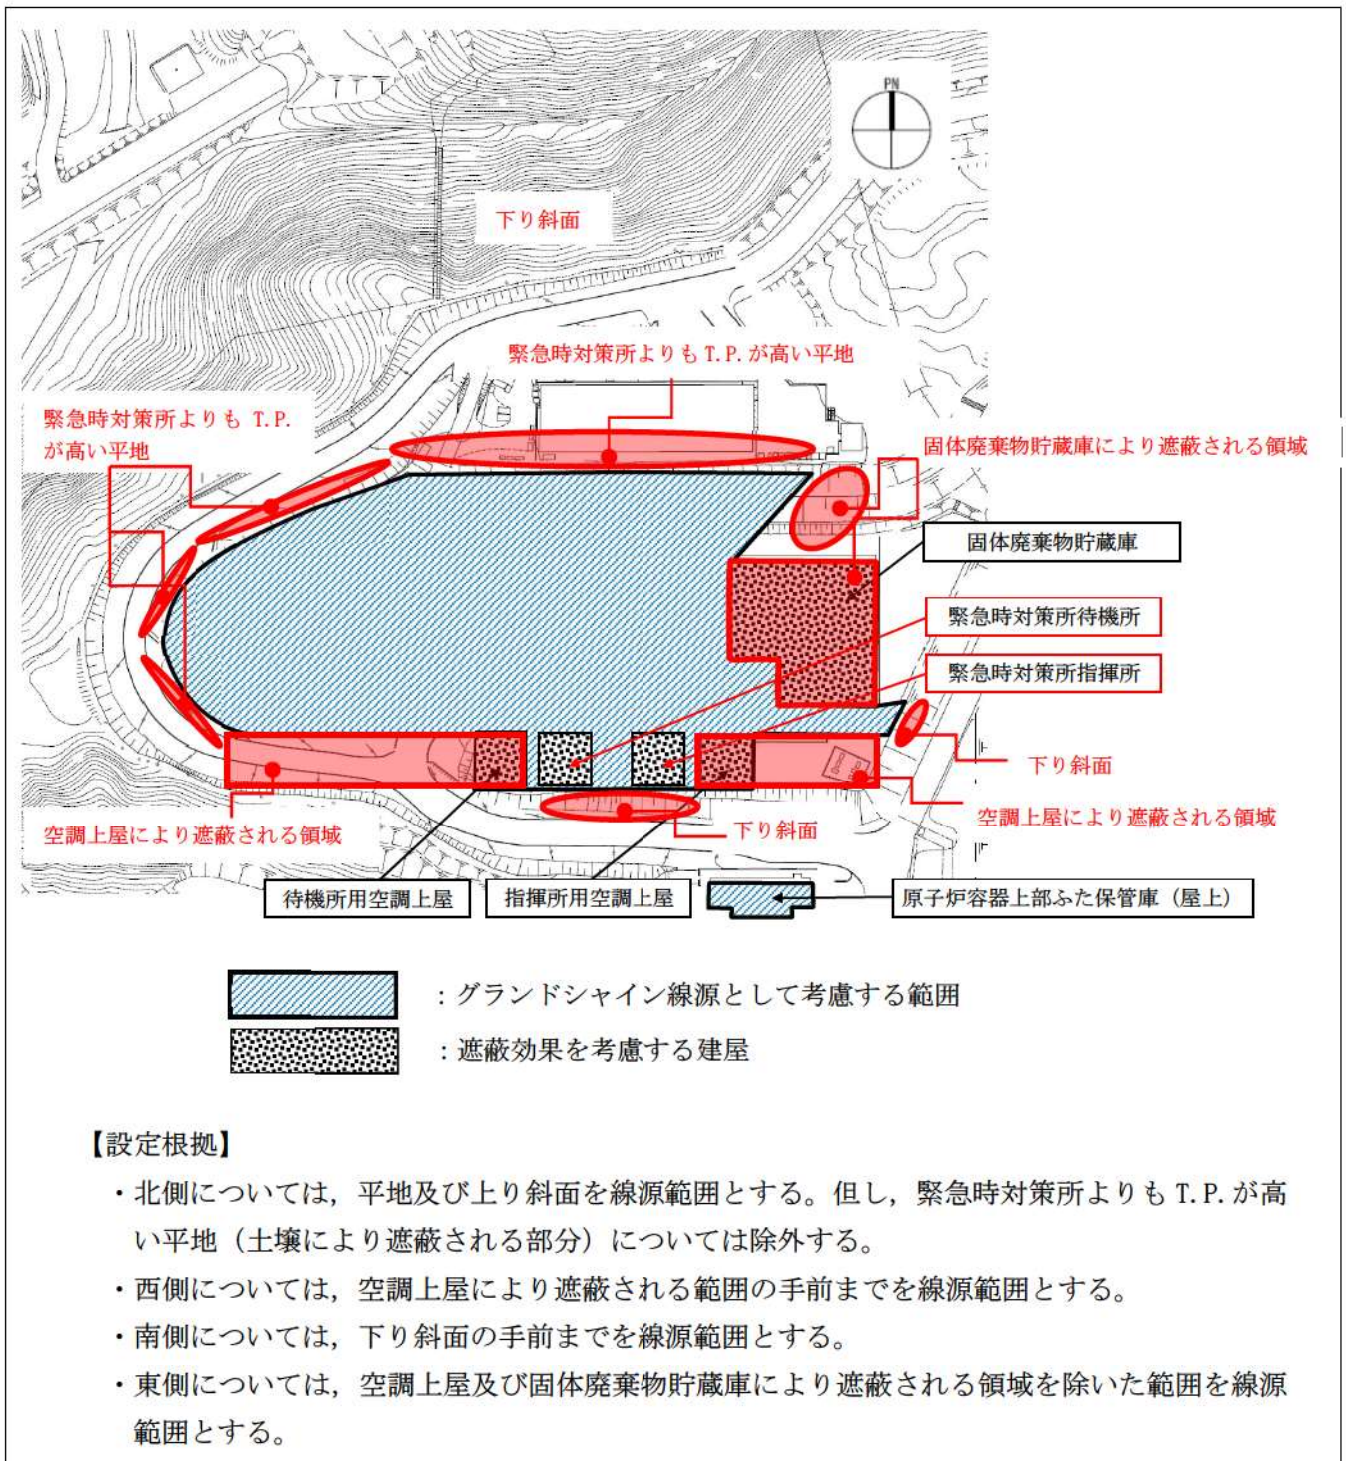 PN
下り斜面
緊急時対策所よりも T.P. が高い平地
緊急時対策所よりも T.P.
が高い平地
固体廃棄物貯蔵庫により遮蔽される領域
固体廃棄物貯蔵庫
緊急時対策所待機所
緊急時対策所指揮所
下り斜面
空調上屋により遮蔽される領域
空調上屋により遮蔽される領域
下り斜面
待機所用空調上屋
指揮所用空調上屋
原子炉容器上部ふた保管庫（屋上）
：グランドシャイン線源として考慮する範囲
：遮蔽効果を考慮する建屋
【設定根拠】
・北側については，平地及び上り斜面を線源範囲とする。但し，緊急時対策所よりも T.P. が高
い平地（土壌により遮蔽される部分）については除外する。
・西側については，空調上屋により遮蔽される範囲の手前までを線源範囲とする。
・南側については，下り斜面の手前までを線源範囲とする。
・東側については，空調上屋及び固体廃棄物貯蔵庫により遮蔽される領域を除いた範囲を線源
範囲とする。